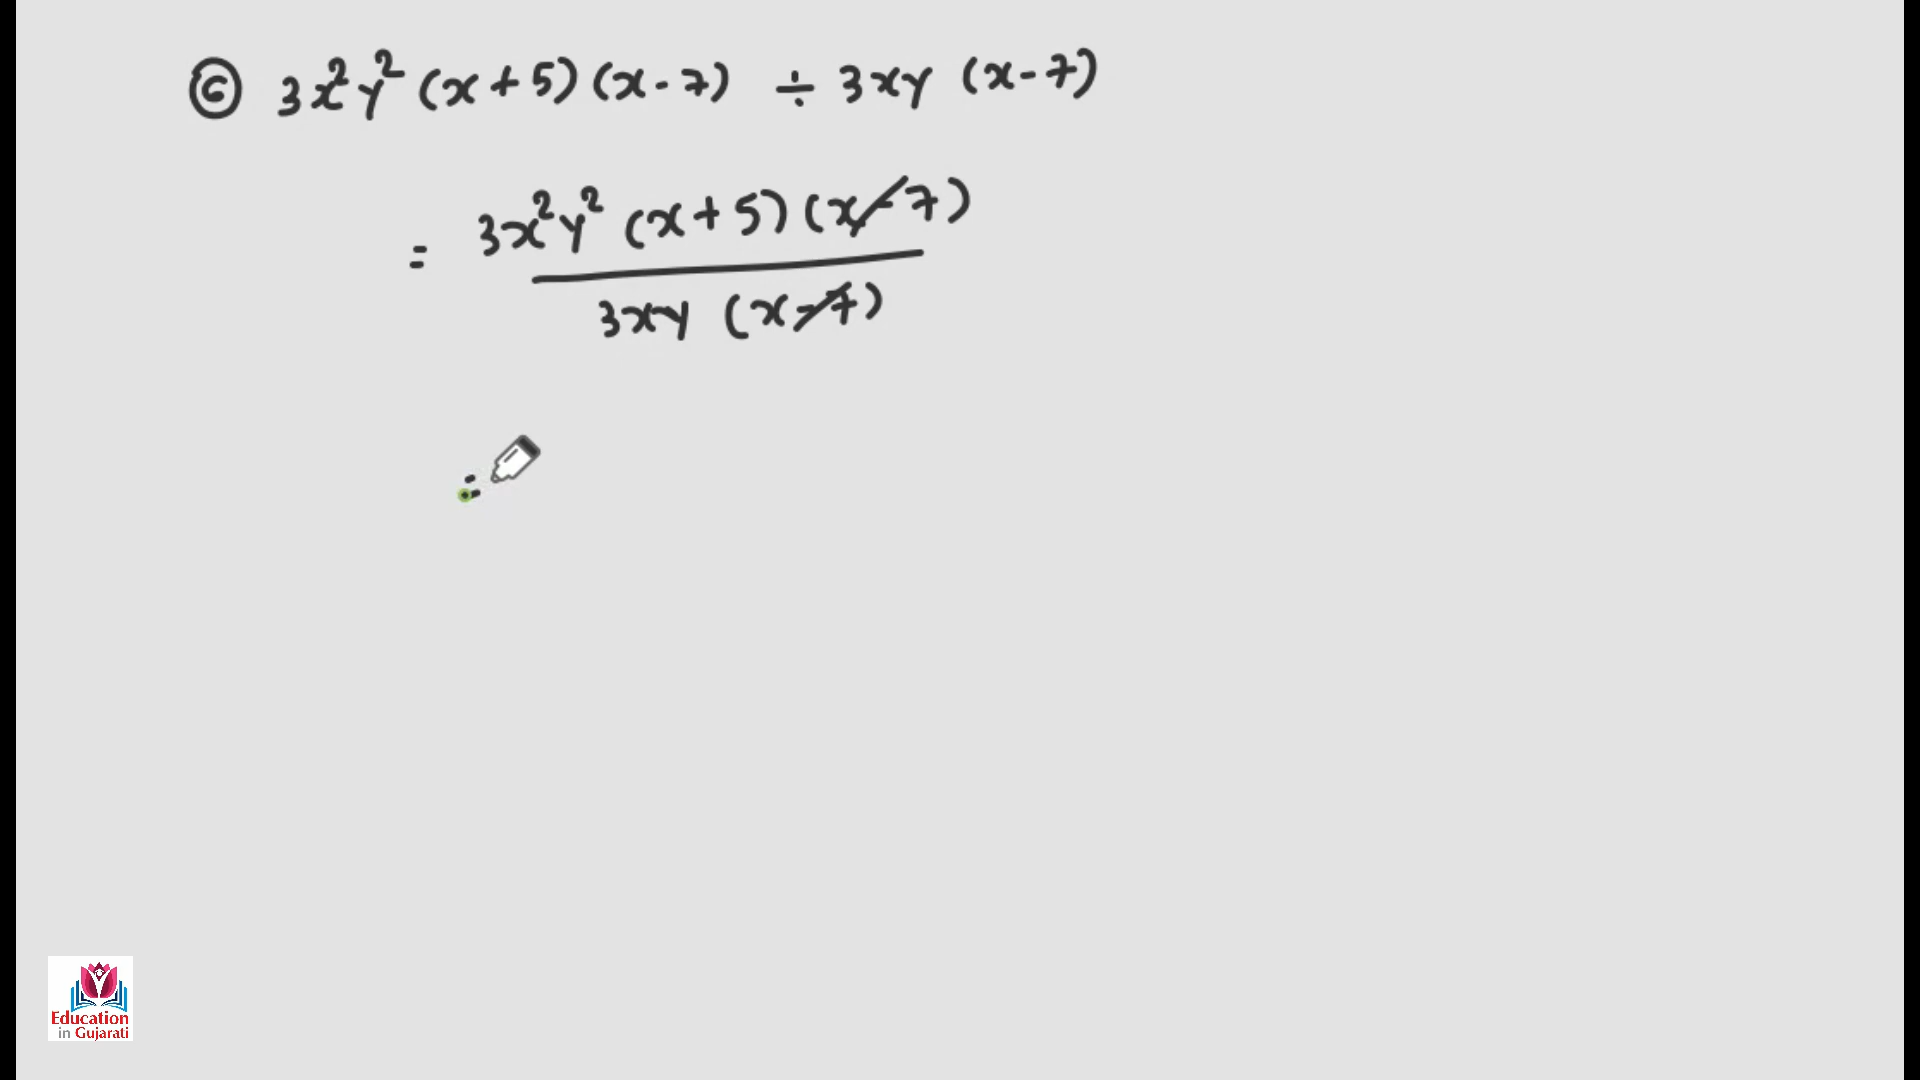 Ⓒ 3x²y² (x+5)(x-7) ÷ 3xy (x-7)
= 3x²y² (x+5)(x-7)
3xy (x-7)
=
Education
in Gujarati